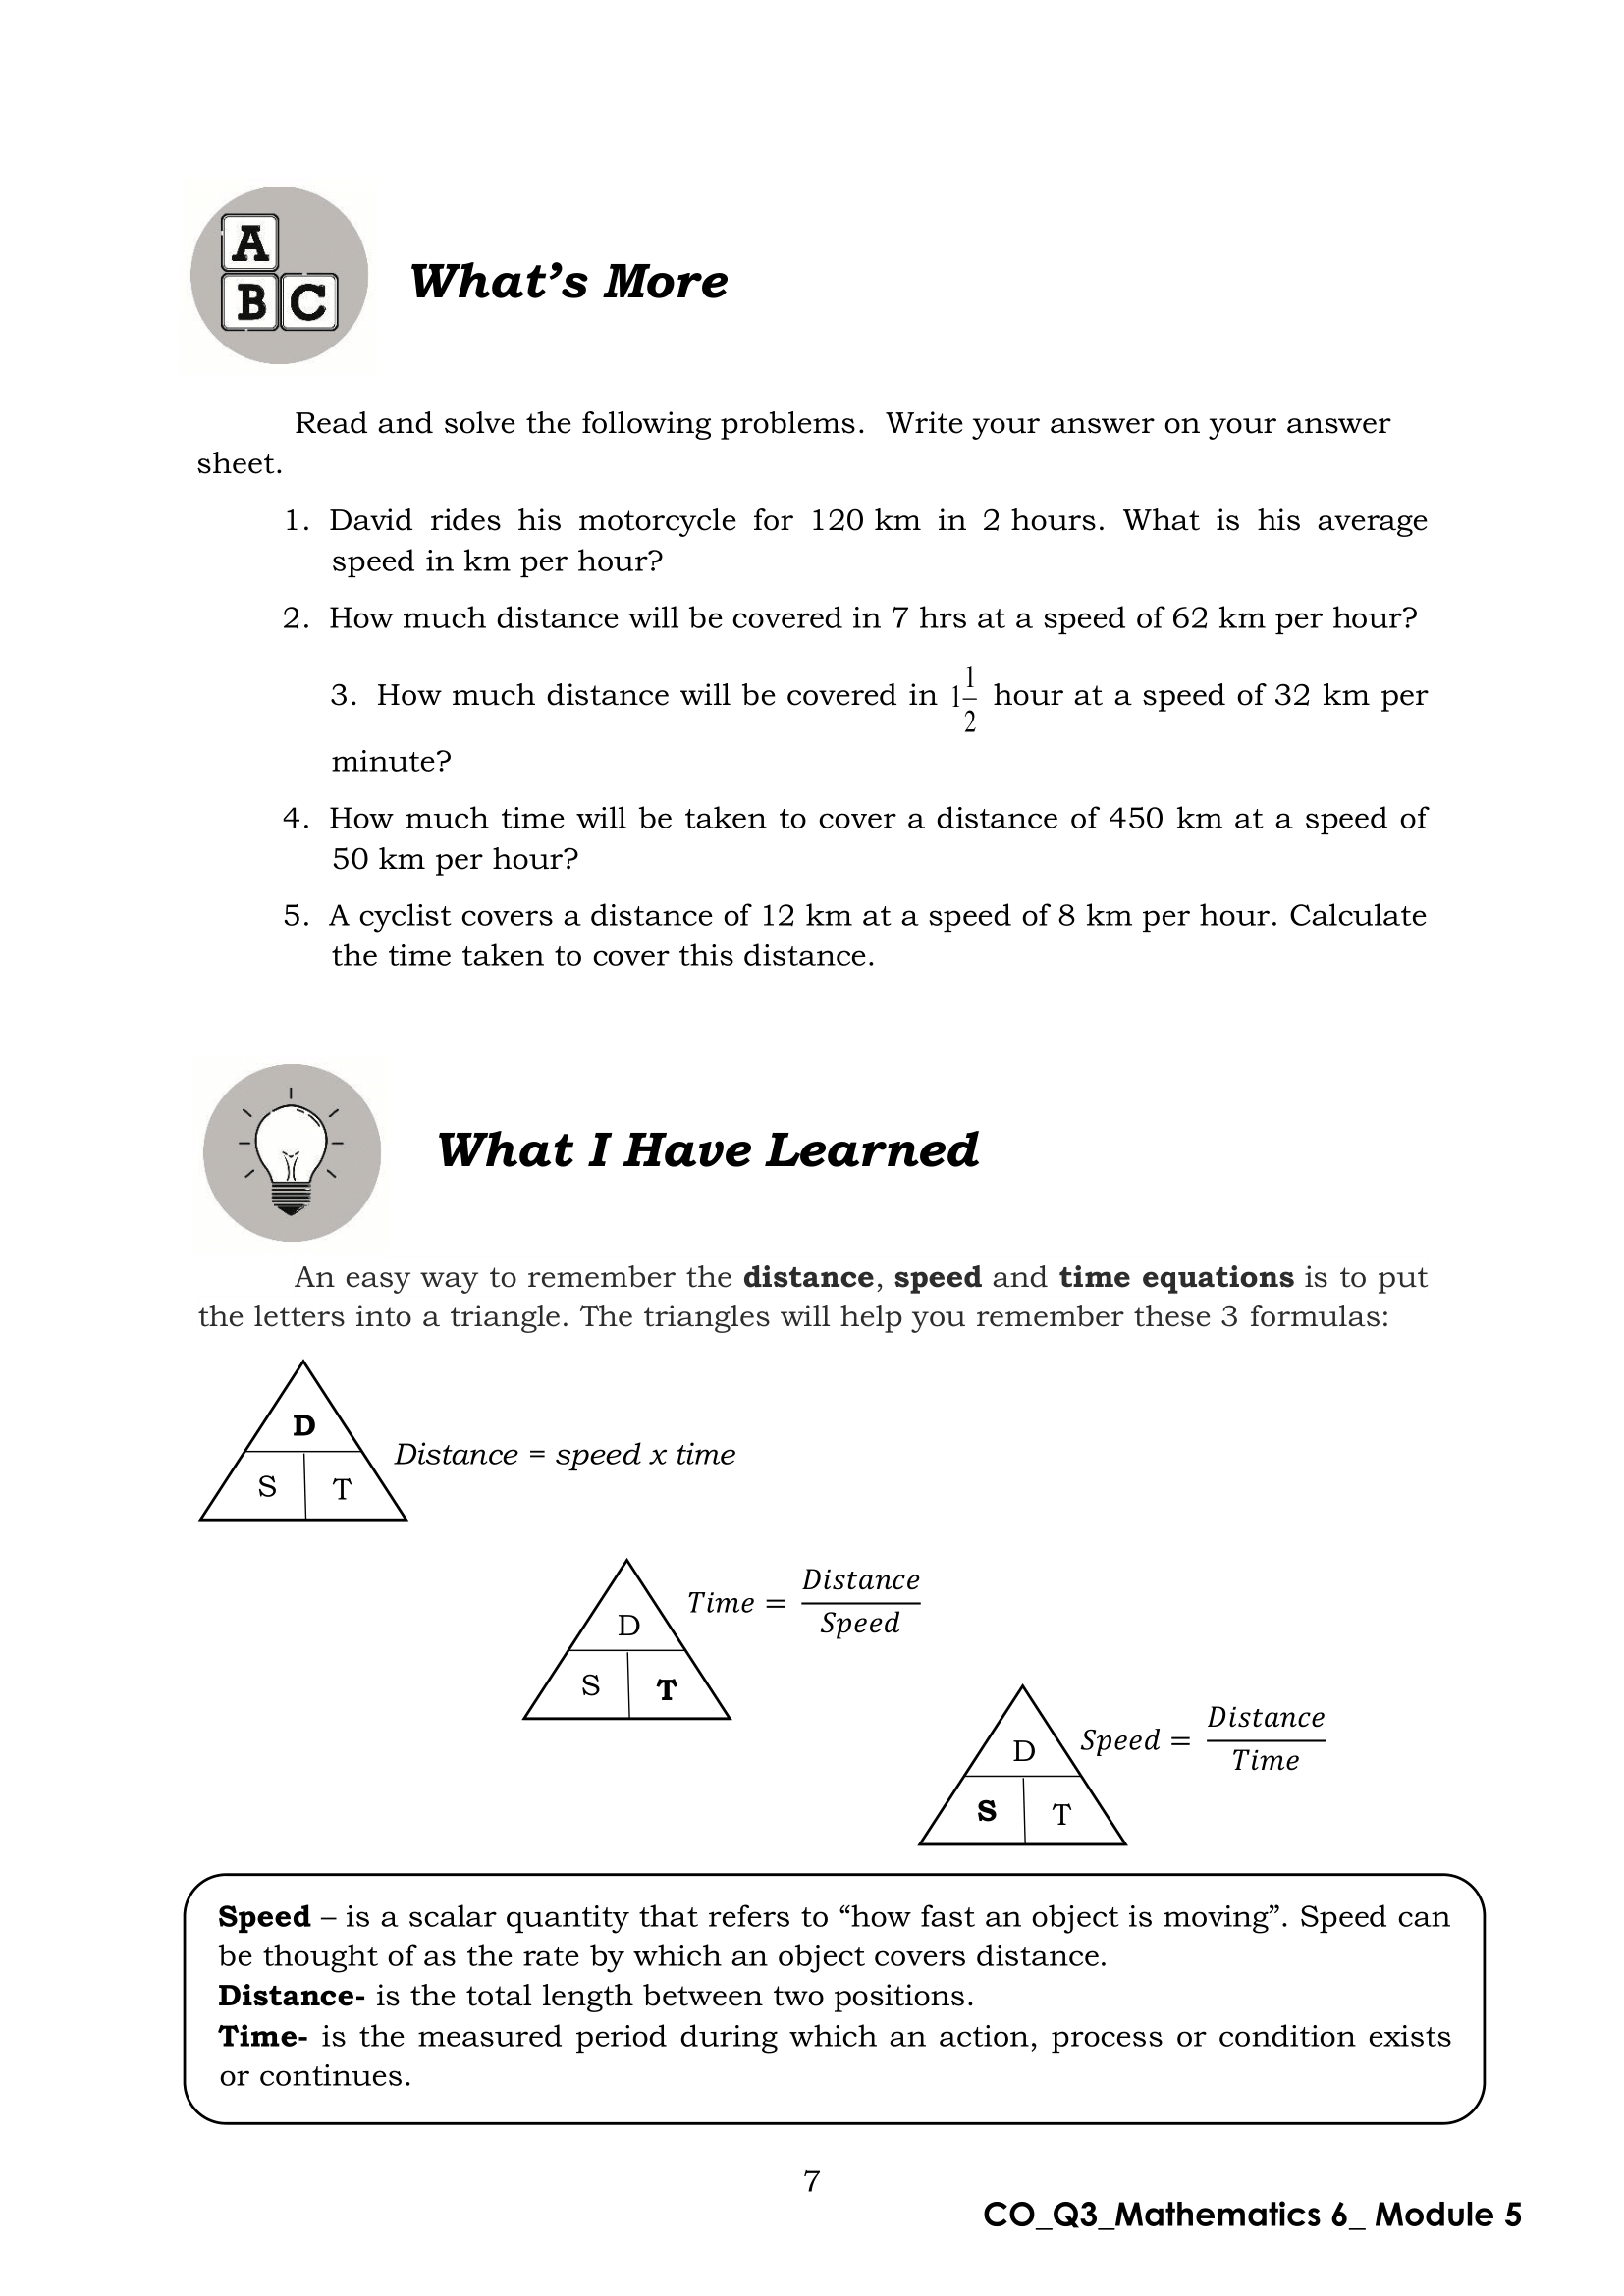 A
B C
What’s More
Read and solve the following problems.  Write your answer on your answer
sheet.
1. David rides his motorcycle for 120 km in 2 hours. What is his average
speed in km per hour?
2. How much distance will be covered in 7 hrs at a speed of 62 km per hour?
3. How much distance will be covered in 1 1/2 hour at a speed of 32 km per
minute?
4. How much time will be taken to cover a distance of 450 km at a speed of
50 km per hour?
5. A cyclist covers a distance of 12 km at a speed of 8 km per hour. Calculate
the time taken to cover this distance.
What I Have Learned
An easy way to remember the distance, speed and time equations is to put
the letters into a triangle. The triangles will help you remember these 3 formulas:
D
S T
Distance = speed x time
D
S T
Time = Distance/Speed
D
S T
Speed = Distance/Time
Speed – is a scalar quantity that refers to “how fast an object is moving”. Speed can
be thought of as the rate by which an object covers distance.
Distance- is the total length between two positions.
Time- is the measured period during which an action, process or condition exists
or continues.
7
CO_Q3_Mathematics 6_ Module 5